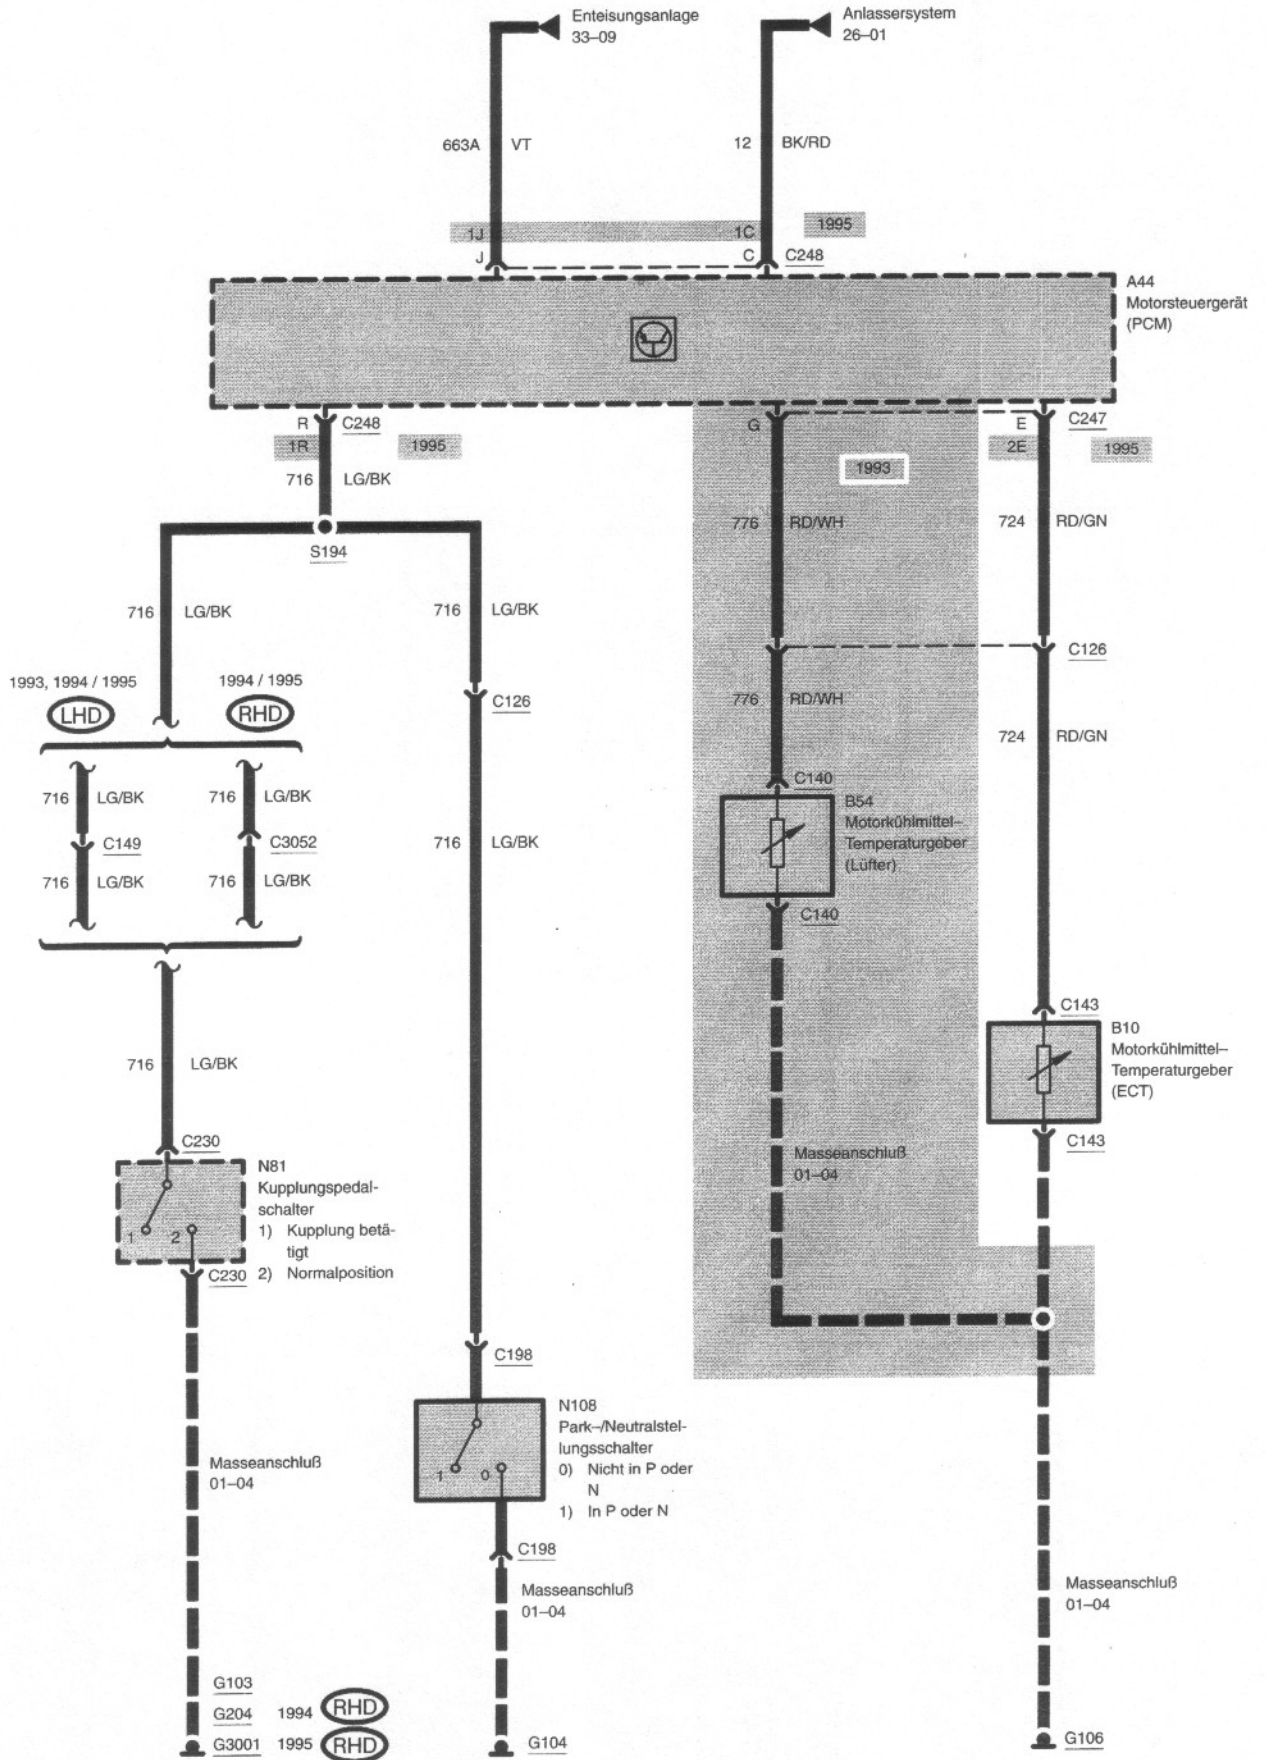 Enteisungsanlage
33–09
Anlassersystem
26–01
663A VT
12 BK/RD
1J 1C 1995
J C C248
A44
Motorsteuergerät
(PCM)
R C248
1R 1995
716 LG/BK
G E C247
2E 1995
1993
776 RD/WH
724 RD/GN
S194
716 LG/BK
716 LG/BK
C126
1993, 1994 / 1995
LHD
1994 / 1995
RHD
C126
776 RD/WH
724 RD/GN
716 LG/BK
716 LG/BK
C149
C3052
716 LG/BK
716 LG/BK
716 LG/BK
C140
B54
Motorkühlmittel–
Temperaturgeber
(Lüfter)
C140
C143
B10
Motorkühlmittel–
Temperaturgeber
(ECT)
C143
716 LG/BK
C230
N81
Kupplungspedal-
schalter
1) Kupplung betä-
tigt
2) Normalposition
1 2
C230
Masseanschluß
01–04
C198
N108
Park–/Neutralstel-
lungsschalter
0) Nicht in P oder
N
1) In P oder N
1 0
C198
Masseanschluß
01–04
Masseanschluß
01–04
Masseanschluß
01–04
G103
G204 1994 RHD
G3001 1995 RHD
G104
G106